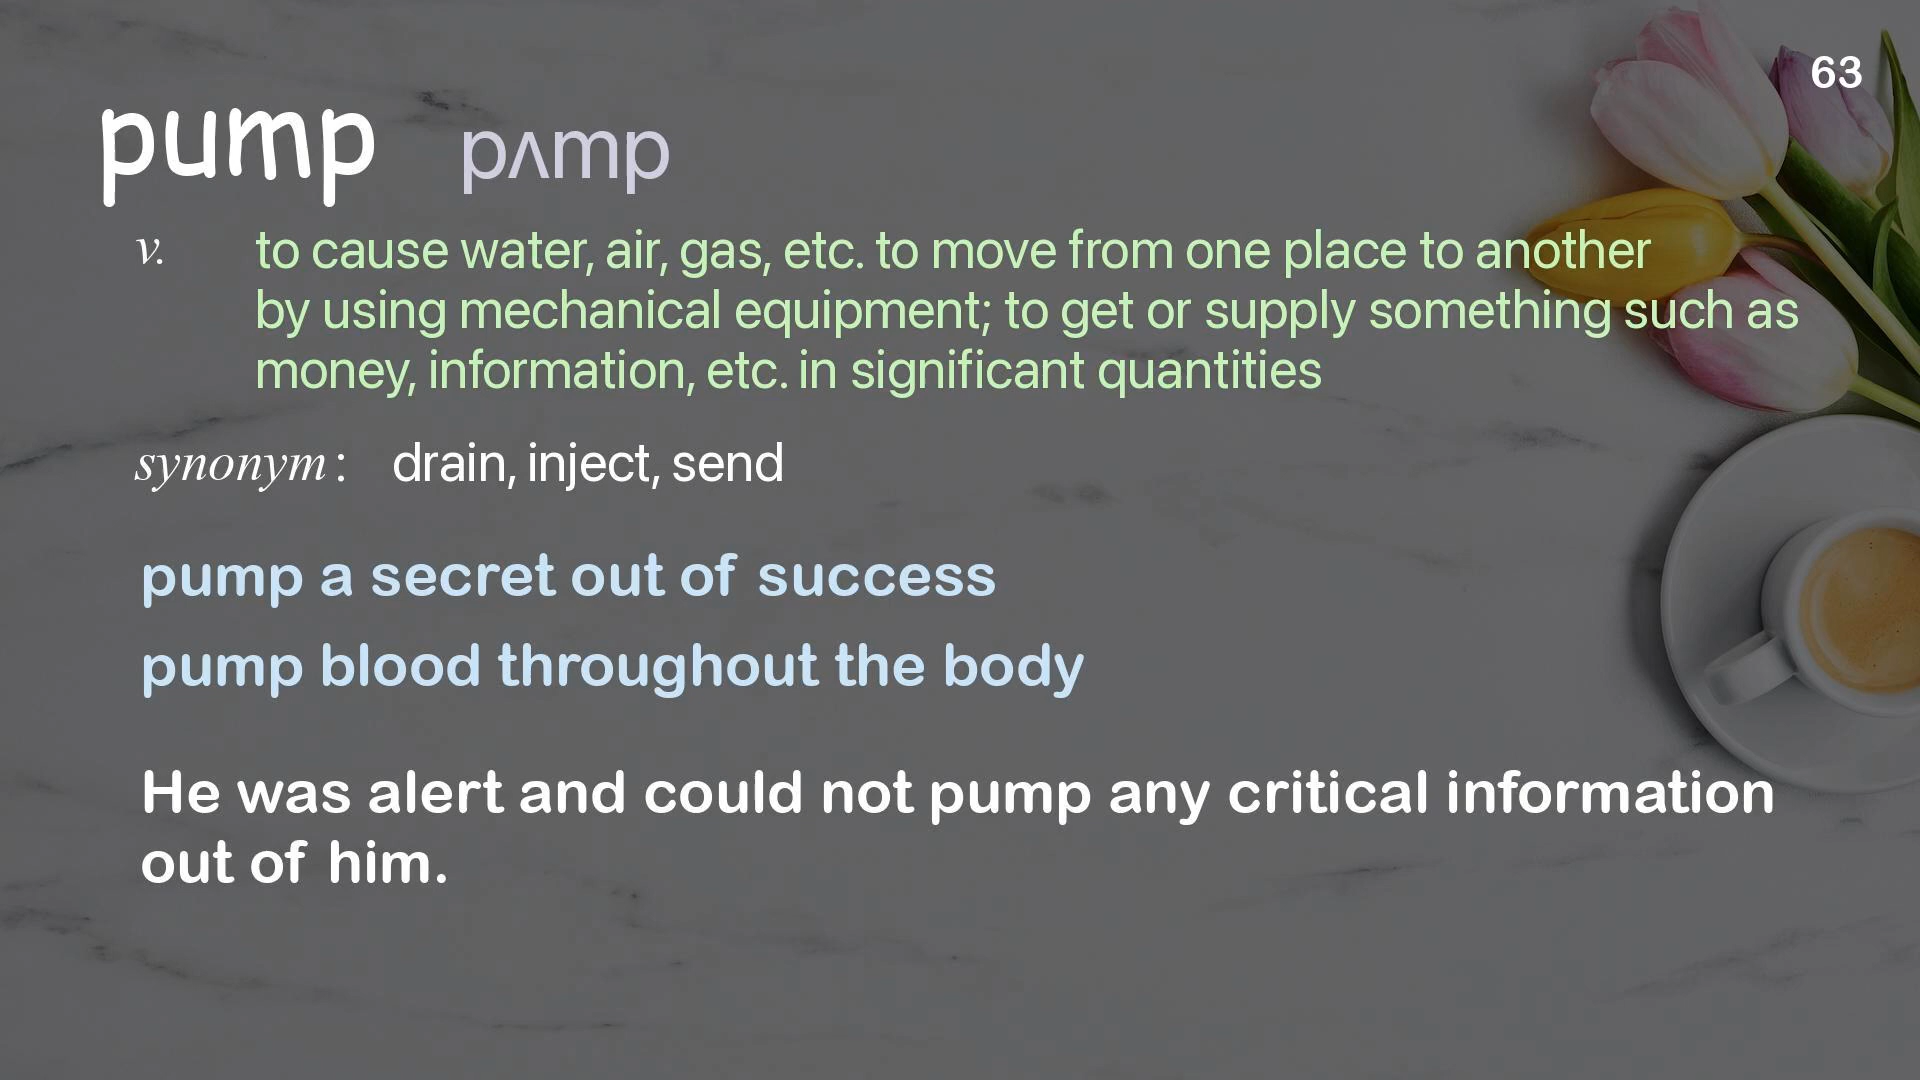 63
pump pʌmp
v. to cause water, air, gas, etc. to move from one place to another
by using mechanical equipment; to get or supply something such as
money, information, etc. in significant quantities
synonym : drain, inject, send
pump a secret out of success
pump blood throughout the body
He was alert and could not pump any critical information
out of him.